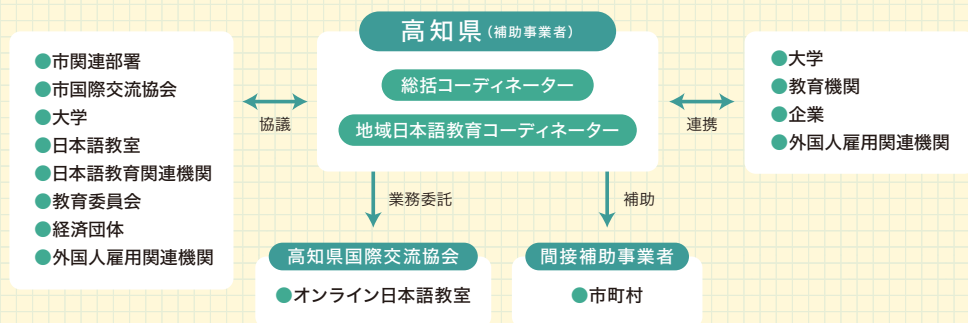 高知県（補助事業者）
総括コーディネーター
地域日本語教育コーディネーター
●市関連部署
●市国際交流協会
●大学
●日本語教室
●日本語教育関連機関
●教育委員会
●経済団体
●外国人雇用関連機関
協議
連携
●大学
●教育機関
●企業
●外国人雇用関連機関
業務委託
補助
高知県国際交流協会
●オンライン日本語教室
間接補助事業者
●市町村